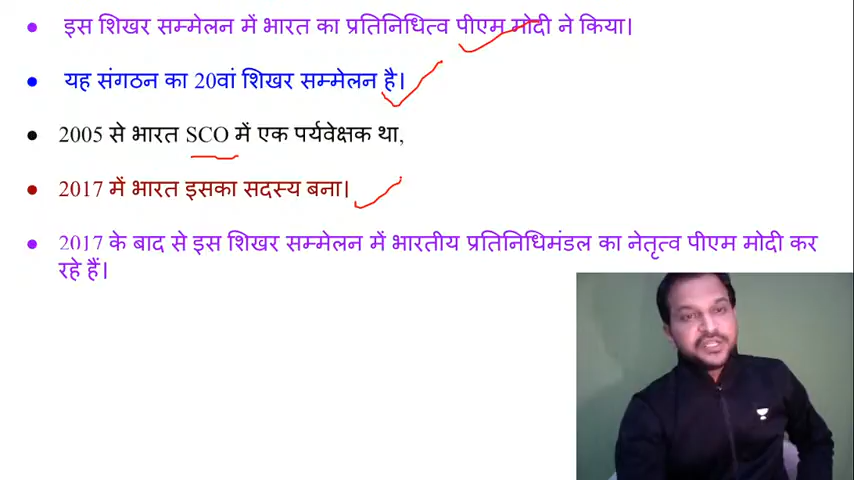 इस शिखर सम्मेलन में भारत का प्रतिनिधित्व पीएम मोदी ने किया।
यह संगठन का 20वां शिखर सम्मेलन है।
2005 से भारत SCO में एक पर्यवेक्षक था,
2017 में भारत इसका सदस्य बना।
2017 के बाद से इस शिखर सम्मेलन में भारतीय प्रतिनिधिमंडल का नेतृत्व पीएम मोदी कर
रहे हैं।